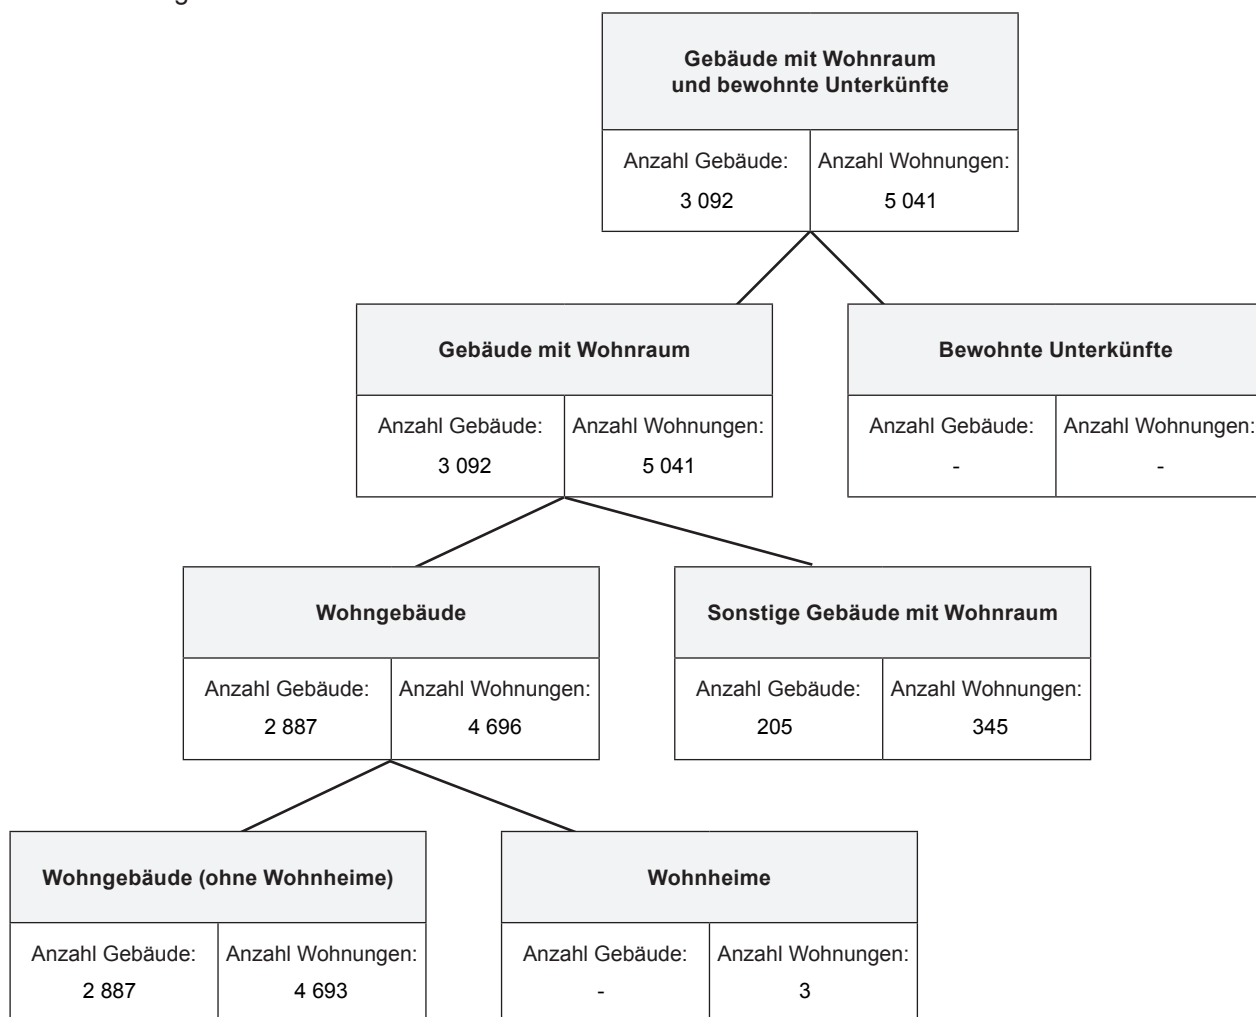 Gebäude mit Wohnraum
und bewohnte Unterkünfte
Anzahl Gebäude: Anzahl Wohnungen:
3 092 5 041
Gebäude mit Wohnraum
Bewohnte Unterkünfte
Anzahl Gebäude: Anzahl Wohnungen:
3 092 5 041
Anzahl Gebäude: Anzahl Wohnungen:
- -
Wohngebäude
Sonstige Gebäude mit Wohnraum
Anzahl Gebäude: Anzahl Wohnungen:
2 887 4 696
Anzahl Gebäude: Anzahl Wohnungen:
205 345
Wohngebäude (ohne Wohnheime)
Wohnheime
Anzahl Gebäude: Anzahl Wohnungen:
2 887 4 693
Anzahl Gebäude: Anzahl Wohnungen:
- 3